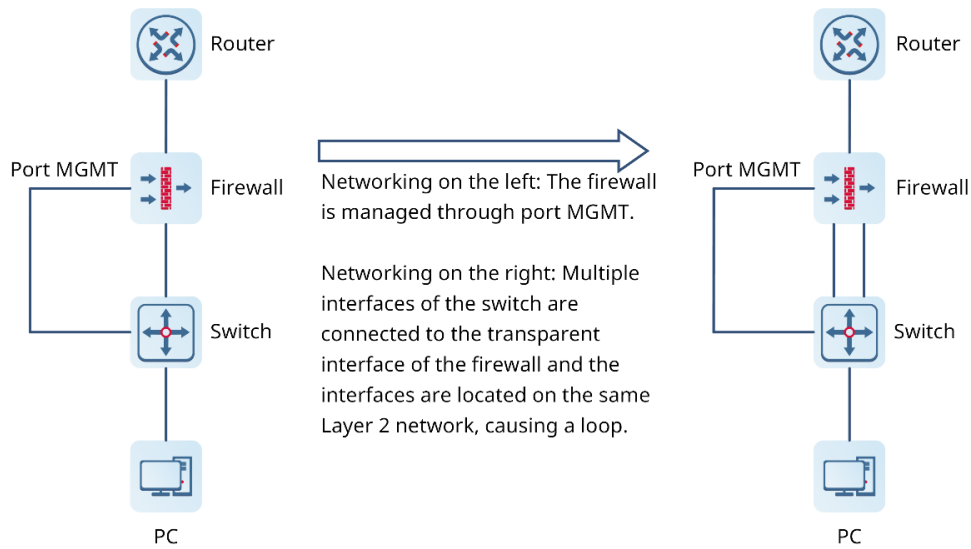 Router
Port MGMT
Firewall
Switch
PC
Networking on the left: The firewall
is managed through port MGMT.
Networking on the right: Multiple
interfaces of the switch are
connected to the transparent
interface of the firewall and the
interfaces are located on the same
Layer 2 network, causing a loop.
Router
Port MGMT
Firewall
Switch
PC